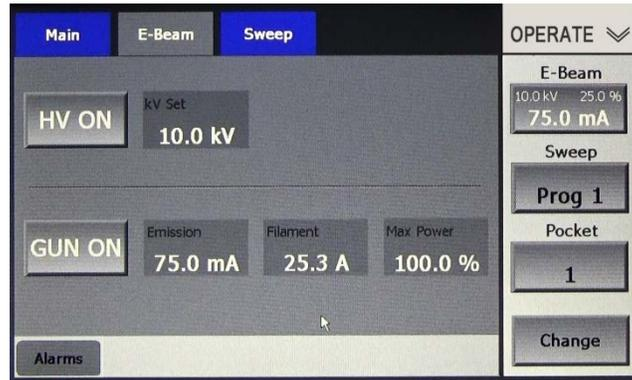 Main
E-Beam
Sweep
OPERATE
HV ON
kV Set
10.0 kV
GUN ON
Emission
75.0 mA
Filament
25.3 A
Max Power
100.0 %
Alarms
E-Beam
10.0 kV 25.0 %
75.0 mA
Sweep
Prog 1
Pocket
1
Change